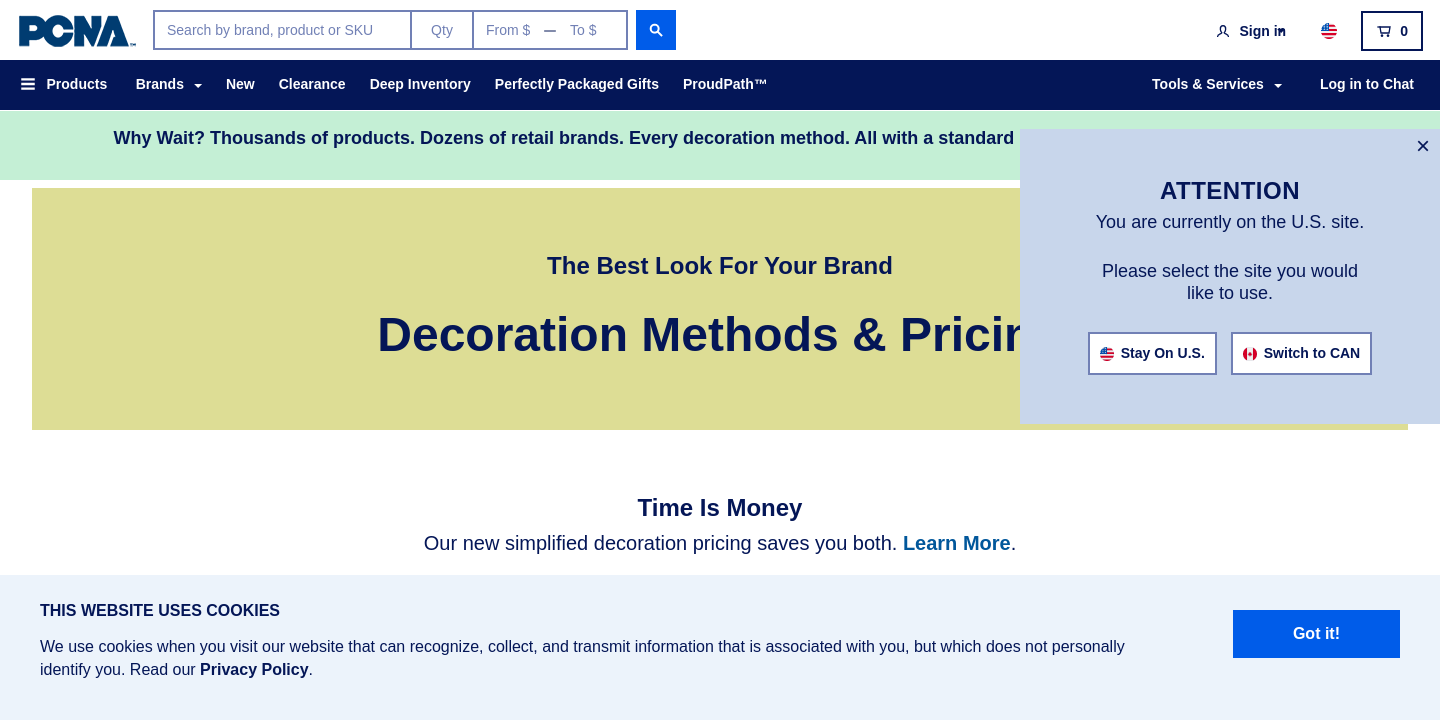 PCNA™
Search by brand, product or SKU
Qty
From $ — To $
Sign in
0
Products
Brands
New
Clearance
Deep Inventory
Perfectly Packaged Gifts
ProudPath™
Tools & Services
Log in to Chat
Why Wait? Thousands of products. Dozens of retail brands. Every decoration method. All with a standard
×
ATTENTION
You are currently on the U.S. site.
Please select the site you would
like to use.
Stay On U.S.
Switch to CAN
The Best Look For Your Brand
Decoration Methods & Pricin
Time Is Money
Our new simplified decoration pricing saves you both. Learn More.
THIS WEBSITE USES COOKIES
We use cookies when you visit our website that can recognize, collect, and transmit information that is associated with you, but which does not personally
identify you. Read our Privacy Policy.
Got it!